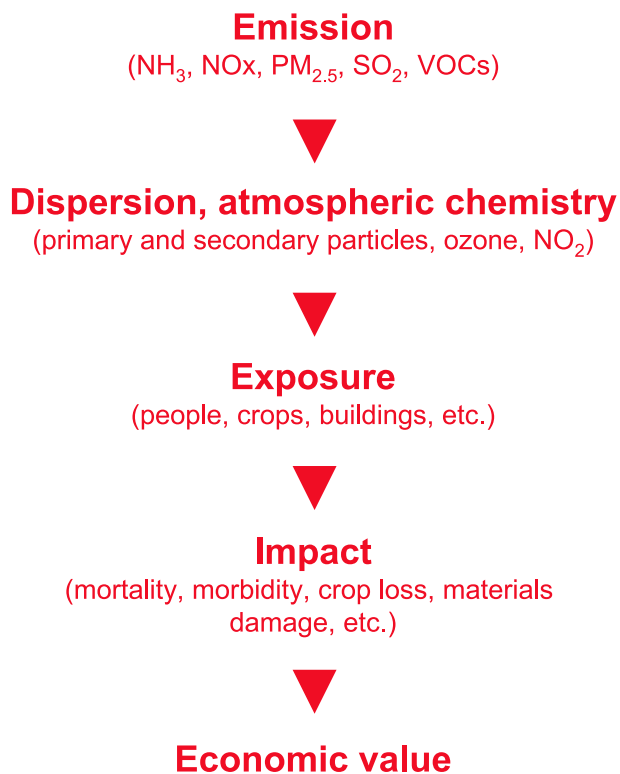 Emission
(NH₃, NOx, PM₂.₅, SO₂, VOCs)
Dispersion, atmospheric chemistry
(primary and secondary particles, ozone, NO₂)
Exposure
(people, crops, buildings, etc.)
Impact
(mortality, morbidity, crop loss, materials
damage, etc.)
Economic value